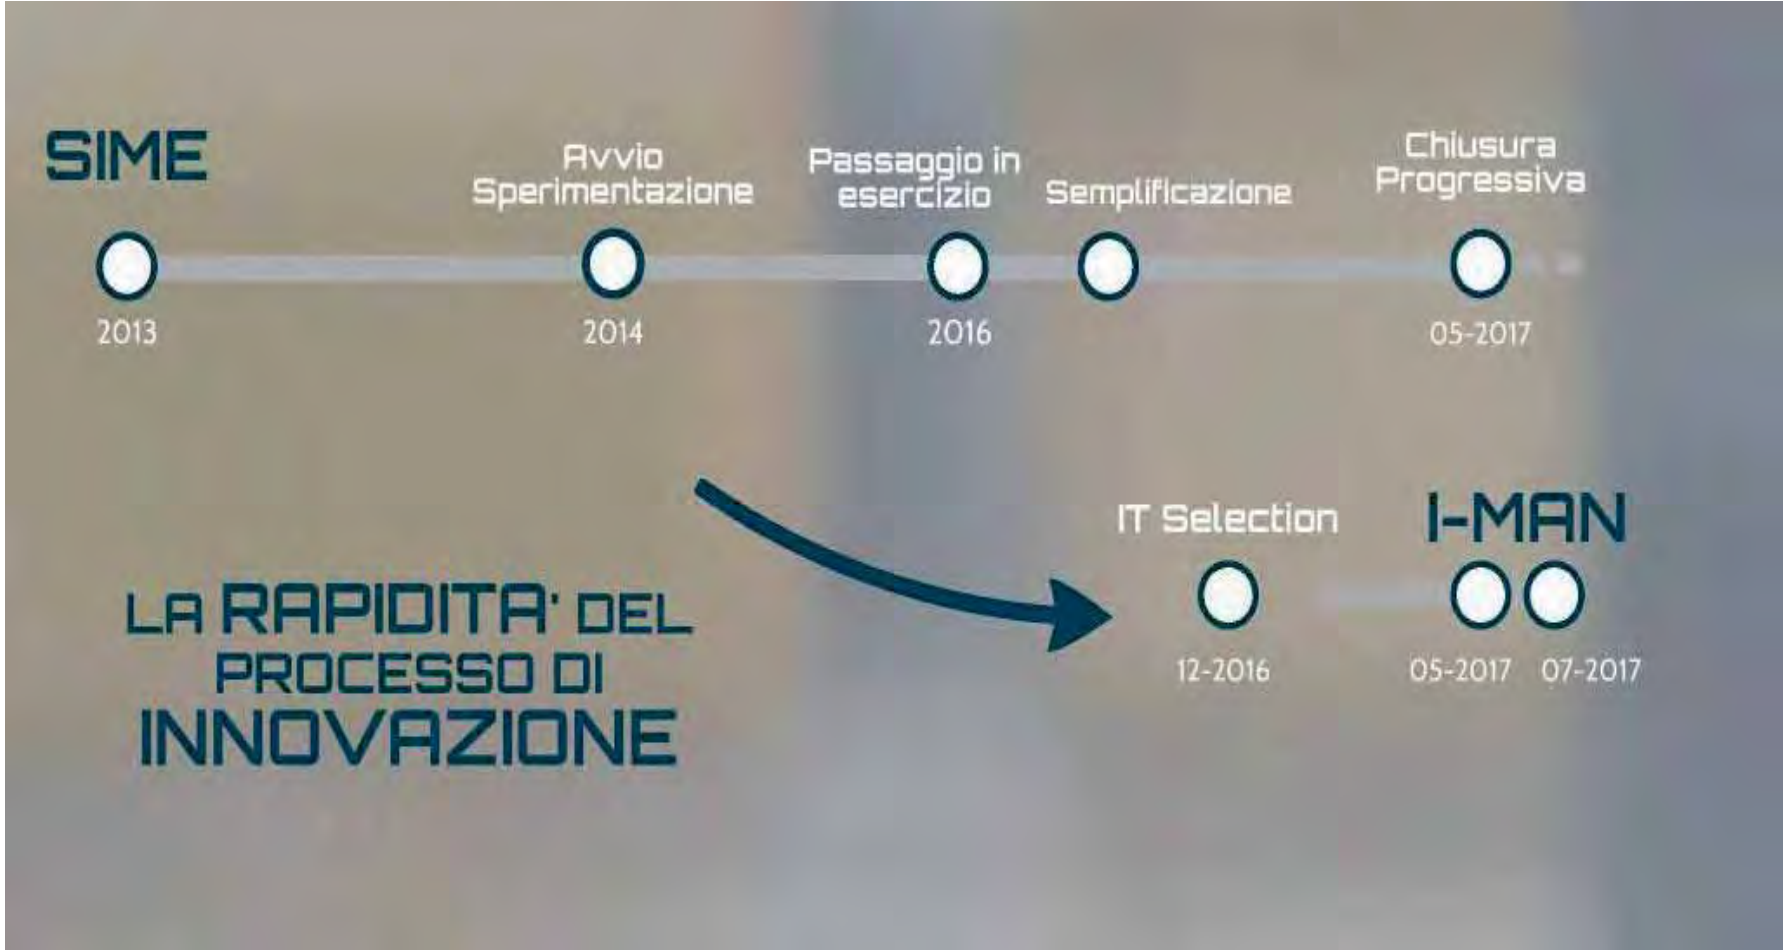 SIME
Avvio
Sperimentazione
Passaggio in
esercizio
Semplificazione
Chiusura
Progressiva
2013
2014
2016
05-2017
IT Selection
I-MAN
LA RAPIDITA' DEL
PROCESSO DI
INNOVAZIONE
12-2016
05-2017
07-2017